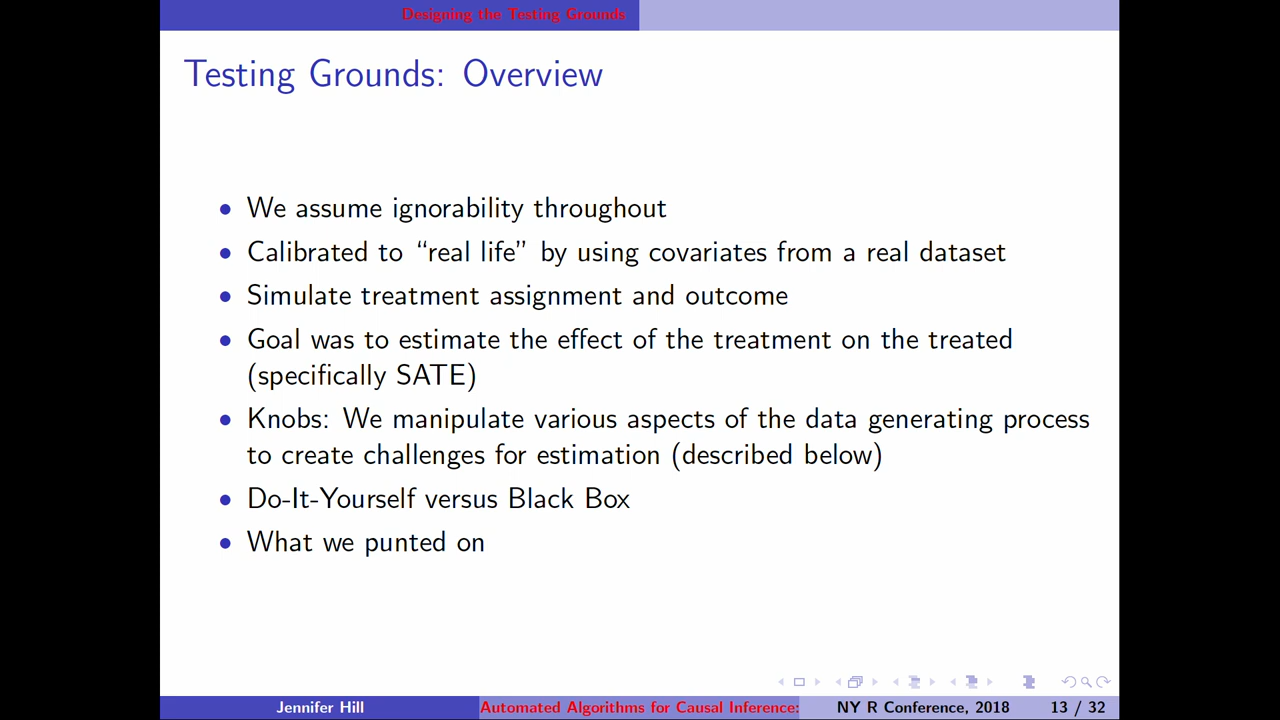 Designing the Testing Grounds
Testing Grounds: Overview
• We assume ignorability throughout
• Calibrated to “real life” by using covariates from a real dataset
• Simulate treatment assignment and outcome
• Goal was to estimate the effect of the treatment on the treated
(specifically SATE)
• Knobs: We manipulate various aspects of the data generating process
to create challenges for estimation (described below)
• Do-It-Yourself versus Black Box
• What we punted on
Jennifer Hill
Automated Algorithms for Causal Inference:
NY R Conference, 2018
13 / 32